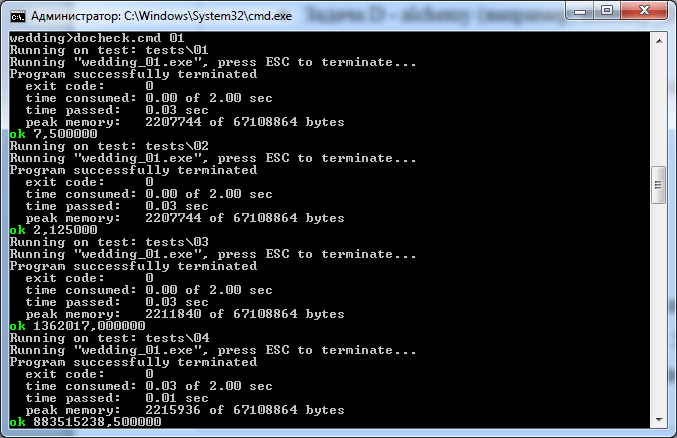 Задача D - alchemy (напри
Администратор: C:\Windows\System32\cmd.exe
wedding>docheck.cmd 01
Running on test: tests\01
Running "wedding_01.exe", press ESC to terminate...
Program successfully terminated
exit code: 0
time consumed: 0.00 of 2.00 sec
time passed: 0.03 sec
peak memory: 2207744 of 67108864 bytes
ok 7,500000
Running on test: tests\02
Running "wedding_01.exe", press ESC to terminate...
Program successfully terminated
exit code: 0
time consumed: 0.00 of 2.00 sec
time passed: 0.03 sec
peak memory: 2207744 of 67108864 bytes
ok 2,125000
Running on test: tests\03
Running "wedding_01.exe", press ESC to terminate...
Program successfully terminated
exit code: 0
time consumed: 0.00 of 2.00 sec
time passed: 0.03 sec
peak memory: 2211840 of 67108864 bytes
ok 1362017,000000
Running on test: tests\04
Running "wedding_01.exe", press ESC to terminate...
Program successfully terminated
exit code: 0
time consumed: 0.03 of 2.00 sec
time passed: 0.01 sec
peak memory: 2215936 of 67108864 bytes
ok 883515238,500000